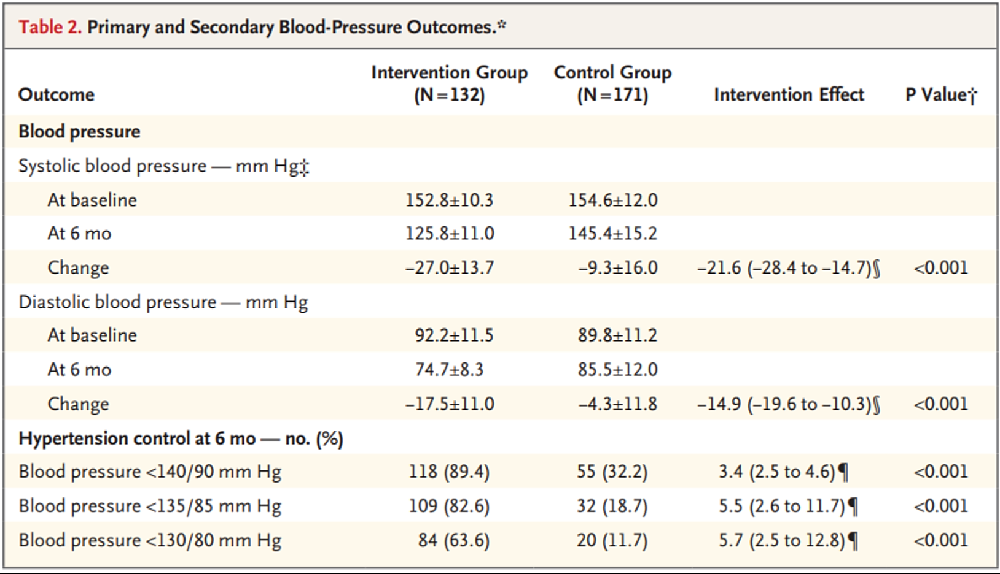 Table 2. Primary and Secondary Blood-Pressure Outcomes.*
Outcome Intervention Group (N=132) Control Group (N=171) Intervention Effect P Value†
Blood pressure
Systolic blood pressure — mm Hg‡
At baseline 152.8±10.3 154.6±12.0
At 6 mo 125.8±11.0 145.4±15.2
Change –27.0±13.7 –9.3±16.0 –21.6 (–28.4 to –14.7)§ <0.001
Diastolic blood pressure — mm Hg
At baseline 92.2±11.5 89.8±11.2
At 6 mo 74.7±8.3 85.5±12.0
Change –17.5±11.0 –4.3±11.8 –14.9 (–19.6 to –10.3)§ <0.001
Hypertension control at 6 mo — no. (%)
Blood pressure <140/90 mm Hg 118 (89.4) 55 (32.2) 3.4 (2.5 to 4.6)¶ <0.001
Blood pressure <135/85 mm Hg 109 (82.6) 32 (18.7) 5.5 (2.6 to 11.7)¶ <0.001
Blood pressure <130/80 mm Hg 84 (63.6) 20 (11.7) 5.7 (2.5 to 12.8)¶ <0.001